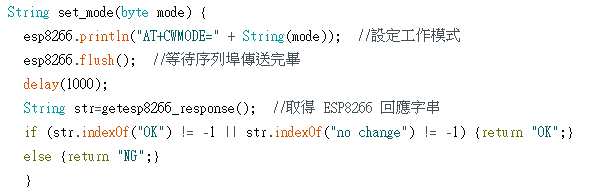 String set_mode(byte mode) {
  esp8266.println("AT+CWMODE=" + String(mode));  //設定工作模式
  esp8266.flush();  //等待序列埠傳送完畢
  delay(1000);
  String str=getesp8266_response();  //取得 ESP8266 回應字串
  if (str.indexOf("OK") != -1 || str.indexOf("no change") != -1) {return "OK";}
  else {return "NG";}
  }